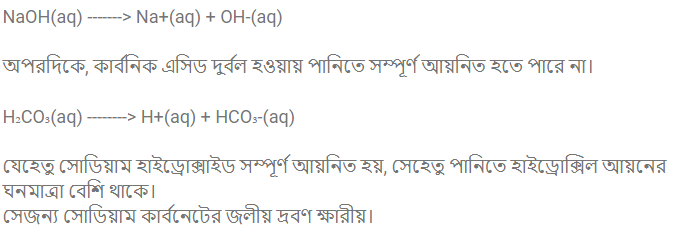 NaOH(aq) -------> Na+(aq) + OH-(aq)
অপরদিকে, কার্বনিক এসিড দুর্বল হওয়ায় পানিতে সম্পূর্ণ আয়নিত হতে পারে না।
H₂CO₃(aq) --------> H+(aq) + HCO₃-(aq)
যেহেতু সোডিয়াম হাইড্রোক্সাইড সম্পূর্ণ আয়নিত হয়, সেহেতু পানিতে হাইড্রোক্সিল আয়নের
ঘনমাত্রা বেশি থাকে।
সেজন্য সোডিয়াম কার্বনেটের জলীয় দ্রবণ ক্ষারীয়।